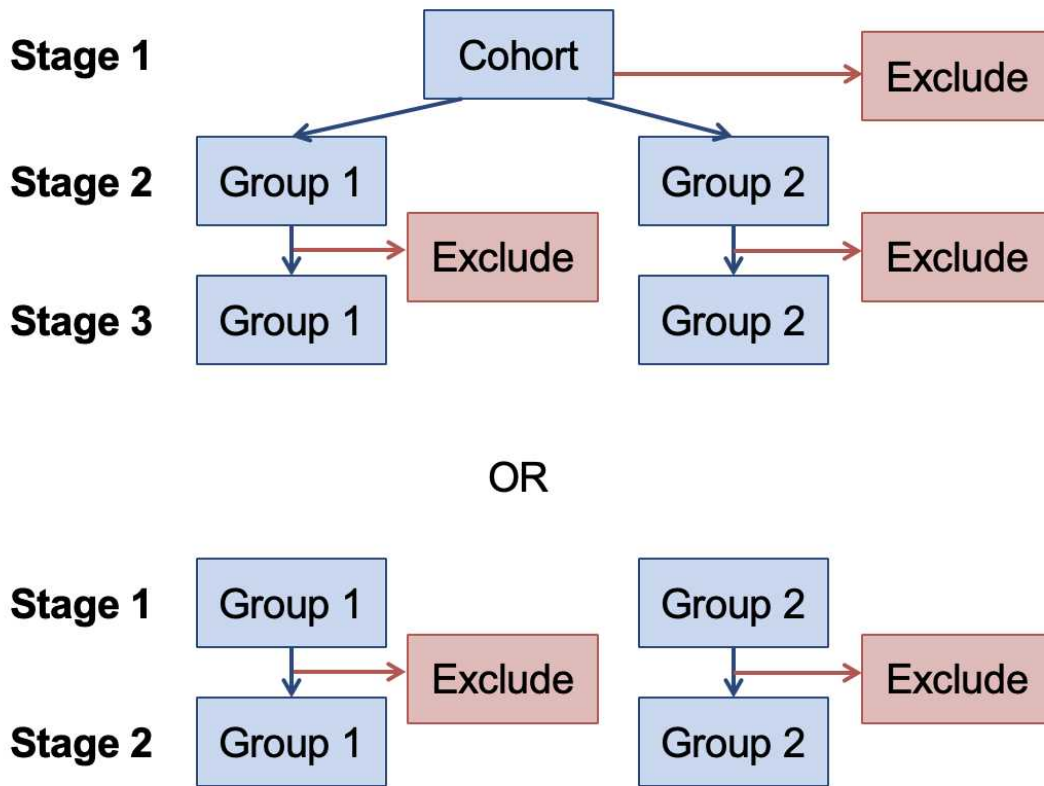 Stage 1 Cohort Exclude
Stage 2 Group 1 Group 2
Exclude Exclude
Stage 3 Group 1 Group 2
OR
Stage 1 Group 1 Group 2
Exclude Exclude
Stage 2 Group 1 Group 2